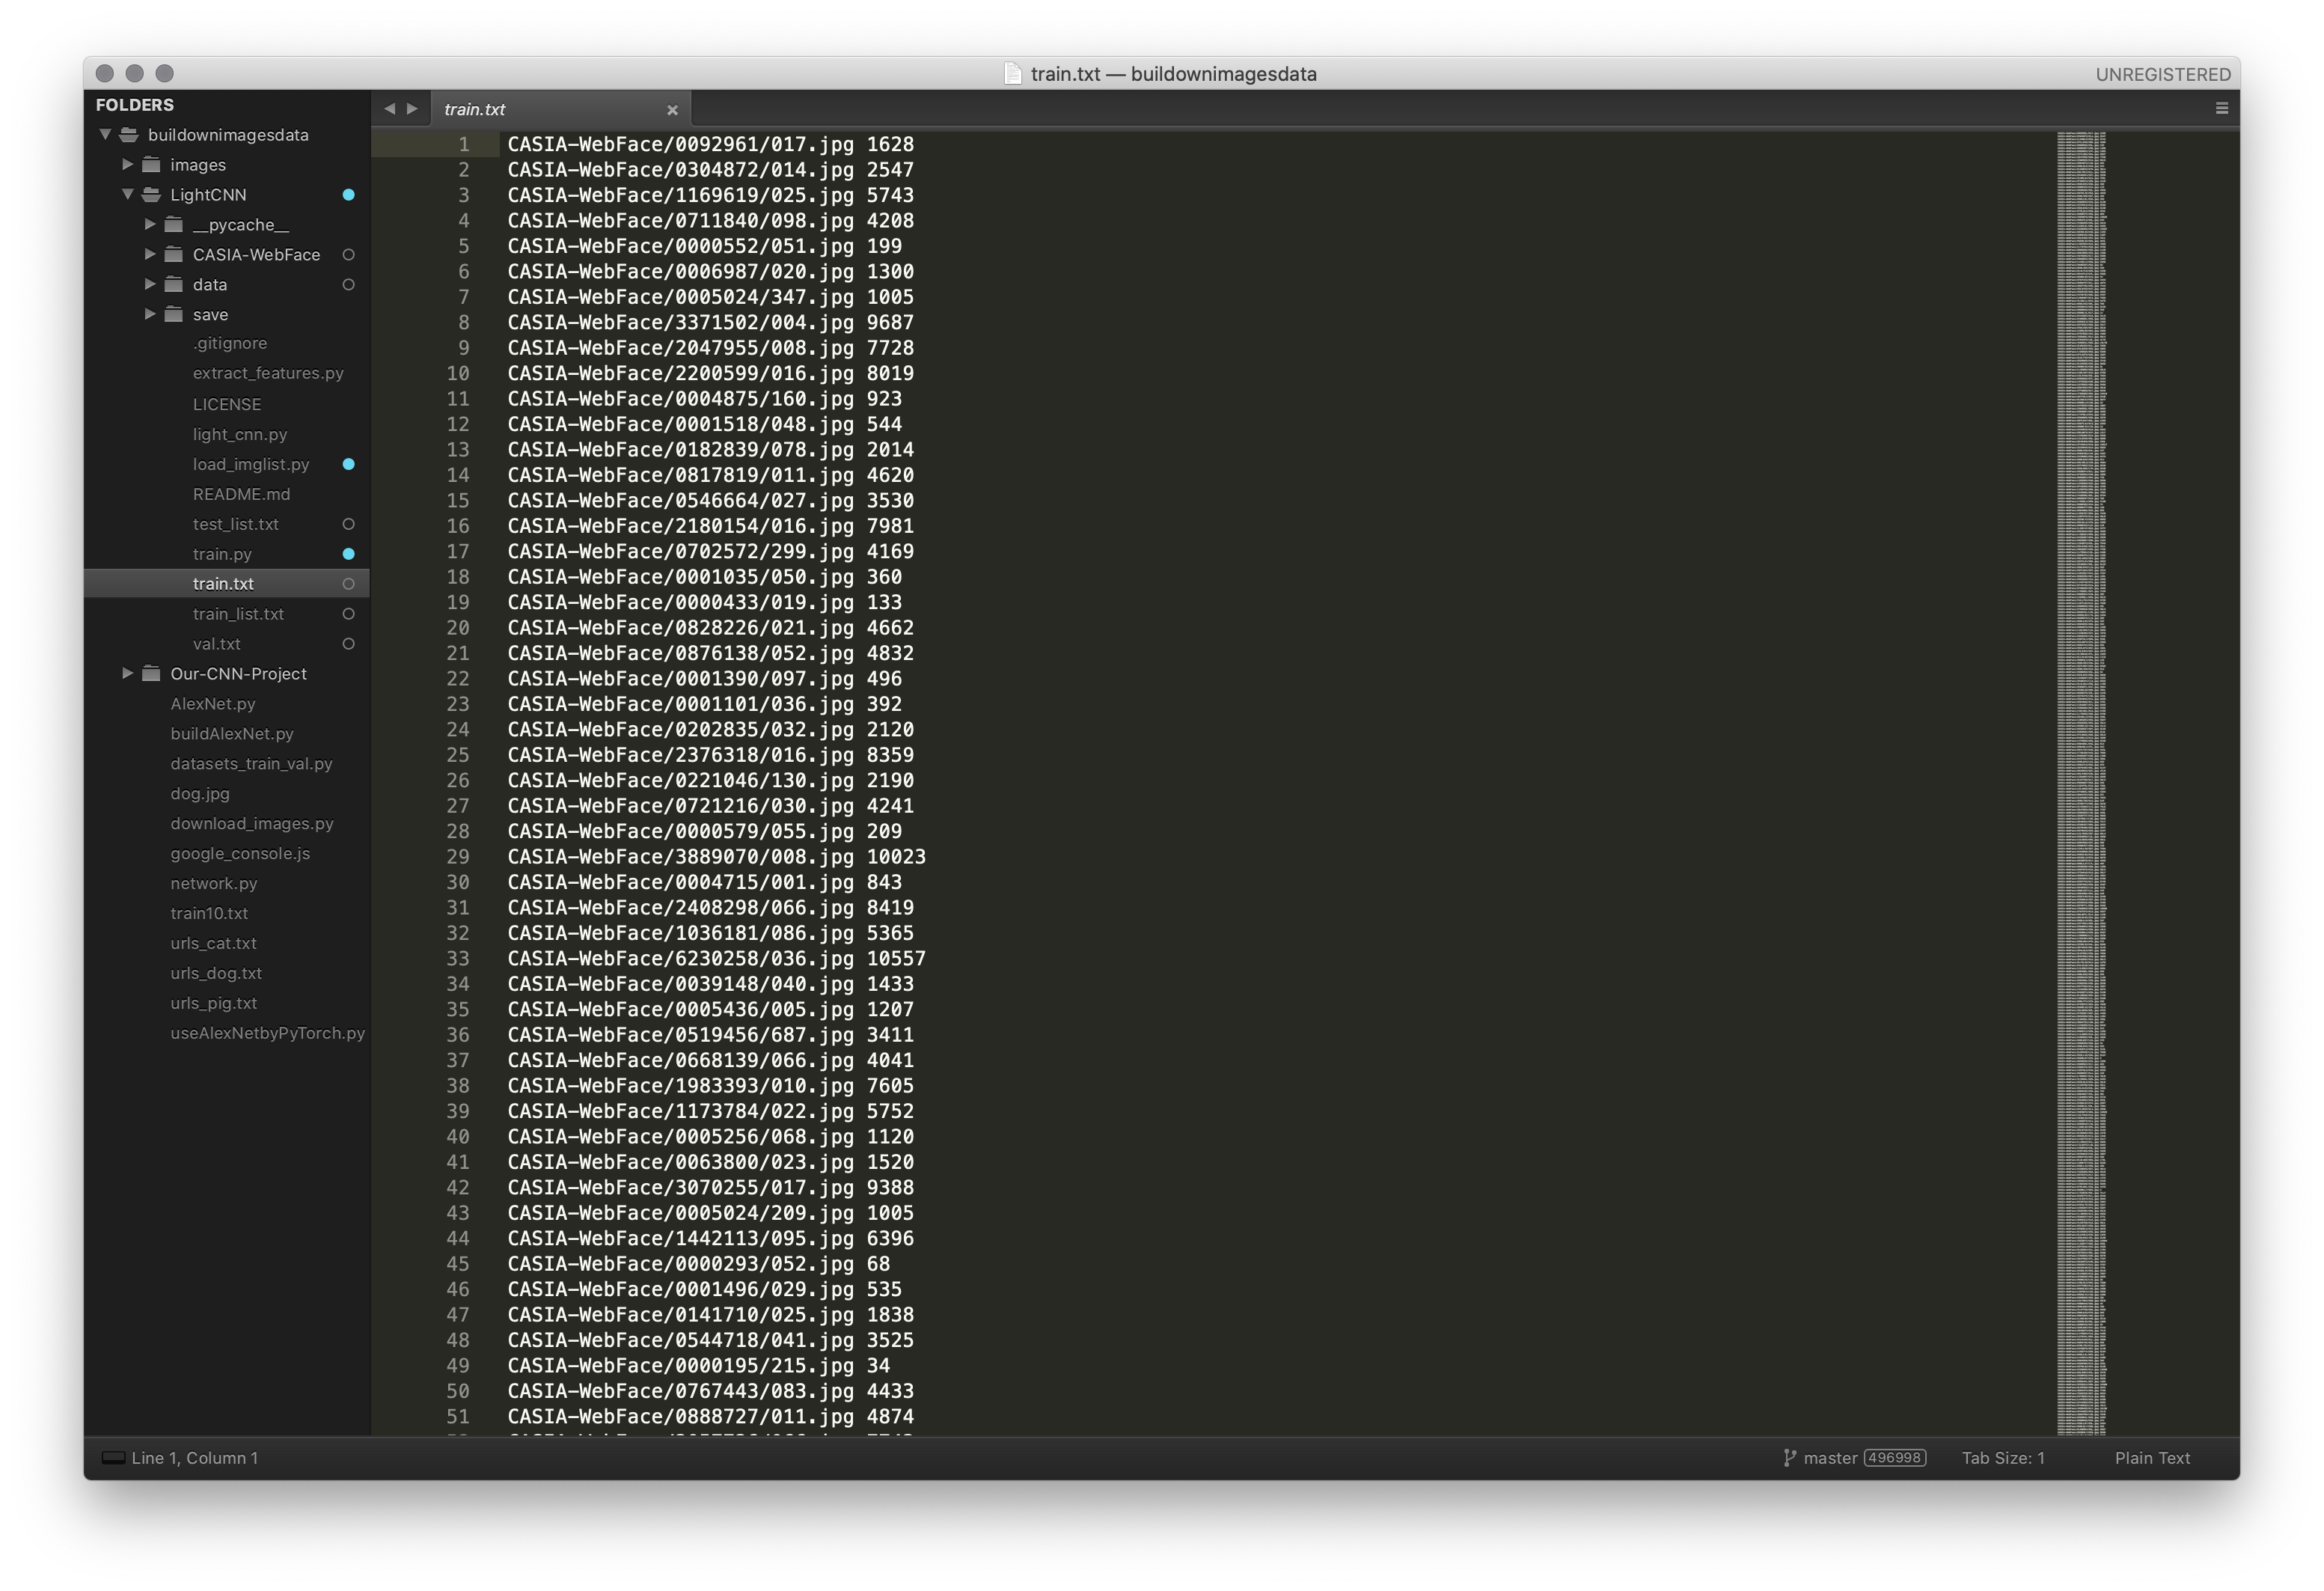 train.txt — buildownimagesdata
UNREGISTERED
FOLDERS
buildownimagesdata
images
LightCNN
__pycache__
CASIA-WebFace
data
save
.gitignore
extract_features.py
LICENSE
light_cnn.py
load_imglist.py
README.md
test_list.txt
train.py
train.txt
train_list.txt
val.txt
Our-CNN-Project
AlexNet.py
buildAlexNet.py
datasets_train_val.py
dog.jpg
download_images.py
google_console.js
network.py
train10.txt
urls_cat.txt
urls_dog.txt
urls_pig.txt
useAlexNetbyPyTorch.py
train.txt
1 CASIA-WebFace/0092961/017.jpg 1628
2 CASIA-WebFace/0304872/014.jpg 2547
3 CASIA-WebFace/1169619/025.jpg 5743
4 CASIA-WebFace/0711840/098.jpg 4208
5 CASIA-WebFace/0000552/051.jpg 199
6 CASIA-WebFace/0006987/020.jpg 1300
7 CASIA-WebFace/0005024/347.jpg 1005
8 CASIA-WebFace/3371502/004.jpg 9687
9 CASIA-WebFace/2047955/008.jpg 7728
10 CASIA-WebFace/2200599/016.jpg 8019
11 CASIA-WebFace/0004875/160.jpg 923
12 CASIA-WebFace/0001518/048.jpg 544
13 CASIA-WebFace/0182839/078.jpg 2014
14 CASIA-WebFace/0817819/011.jpg 4620
15 CASIA-WebFace/0546664/027.jpg 3530
16 CASIA-WebFace/2180154/016.jpg 7981
17 CASIA-WebFace/0702572/299.jpg 4169
18 CASIA-WebFace/0001035/050.jpg 360
19 CASIA-WebFace/0000433/019.jpg 133
20 CASIA-WebFace/0828226/021.jpg 4662
21 CASIA-WebFace/0876138/052.jpg 4832
22 CASIA-WebFace/0001390/097.jpg 496
23 CASIA-WebFace/0001101/036.jpg 392
24 CASIA-WebFace/0202835/032.jpg 2120
25 CASIA-WebFace/2376318/016.jpg 8359
26 CASIA-WebFace/0221046/130.jpg 2190
27 CASIA-WebFace/0721216/030.jpg 4241
28 CASIA-WebFace/0000579/055.jpg 209
29 CASIA-WebFace/3889070/008.jpg 10023
30 CASIA-WebFace/0004715/001.jpg 843
31 CASIA-WebFace/2408298/066.jpg 8419
32 CASIA-WebFace/1036181/086.jpg 5365
33 CASIA-WebFace/6230258/036.jpg 10557
34 CASIA-WebFace/0039148/040.jpg 1433
35 CASIA-WebFace/0005436/005.jpg 1207
36 CASIA-WebFace/0519456/687.jpg 3411
37 CASIA-WebFace/0668139/066.jpg 4041
38 CASIA-WebFace/1983393/010.jpg 7605
39 CASIA-WebFace/1173784/022.jpg 5752
40 CASIA-WebFace/0005256/068.jpg 1120
41 CASIA-WebFace/0063800/023.jpg 1520
42 CASIA-WebFace/3070255/017.jpg 9388
43 CASIA-WebFace/0005024/209.jpg 1005
44 CASIA-WebFace/1442113/095.jpg 6396
45 CASIA-WebFace/0000293/052.jpg 68
46 CASIA-WebFace/0001496/029.jpg 535
47 CASIA-WebFace/0141710/025.jpg 1838
48 CASIA-WebFace/0544718/041.jpg 3525
49 CASIA-WebFace/0000195/215.jpg 34
50 CASIA-WebFace/0767443/083.jpg 4433
51 CASIA-WebFace/0888727/011.jpg 4874
Line 1, Column 1
master 496998
Tab Size: 1
Plain Text